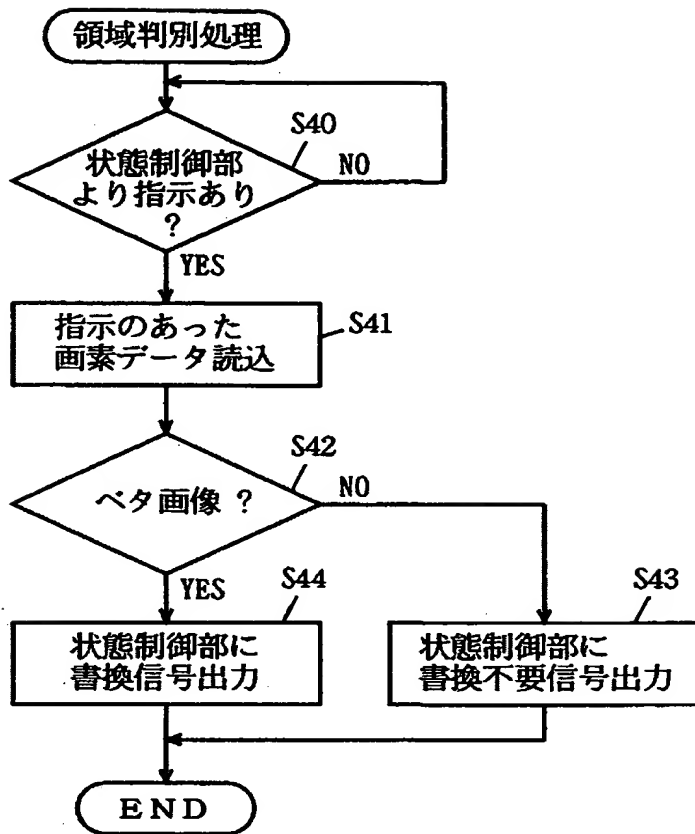 領域判別処理
S40
状態制御部
より指示あり
?
NO
YES
指示のあった
画素データ読込
S41
S42
ベタ画像 ?
NO
YES
S44
状態制御部に
書換信号出力
S43
状態制御部に
書換不要信号出力
END